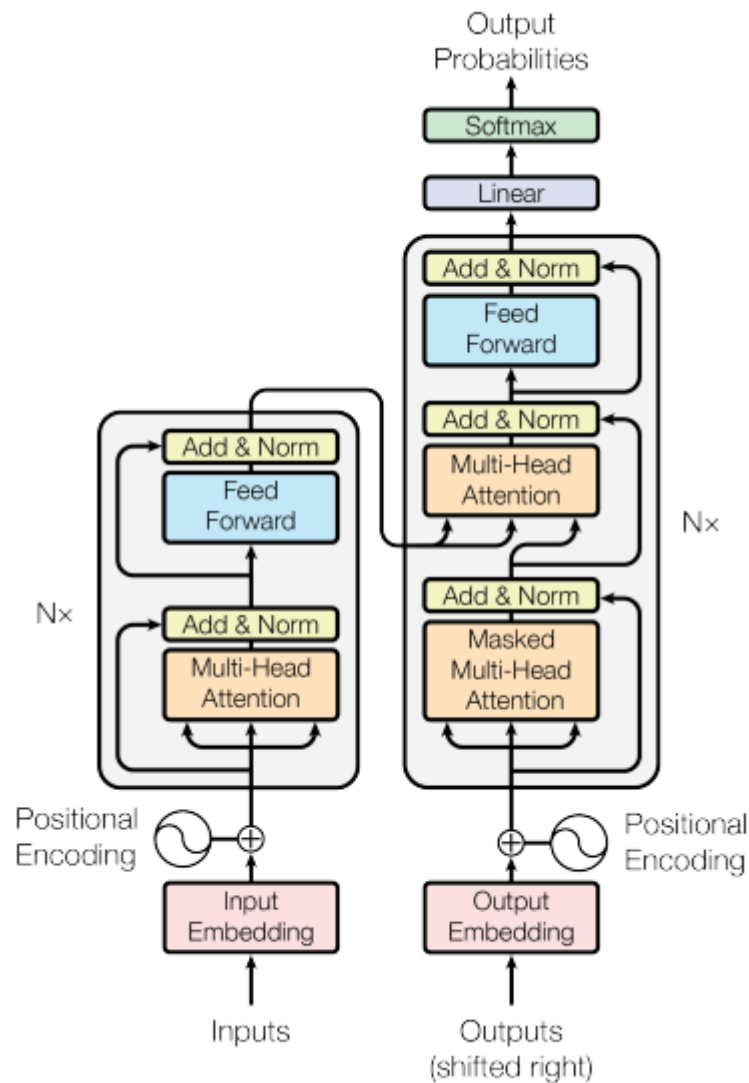 Output
Probabilities
Softmax
Linear
Add & Norm
Feed
Forward
Add & Norm
Multi-Head
Attention
Add & Norm
Masked
Multi-Head
Attention
Nx
Add & Norm
Feed
Forward
Add & Norm
Multi-Head
Attention
Nx
Positional
Encoding
Positional
Encoding
Input
Embedding
Output
Embedding
Inputs
Outputs
(shifted right)